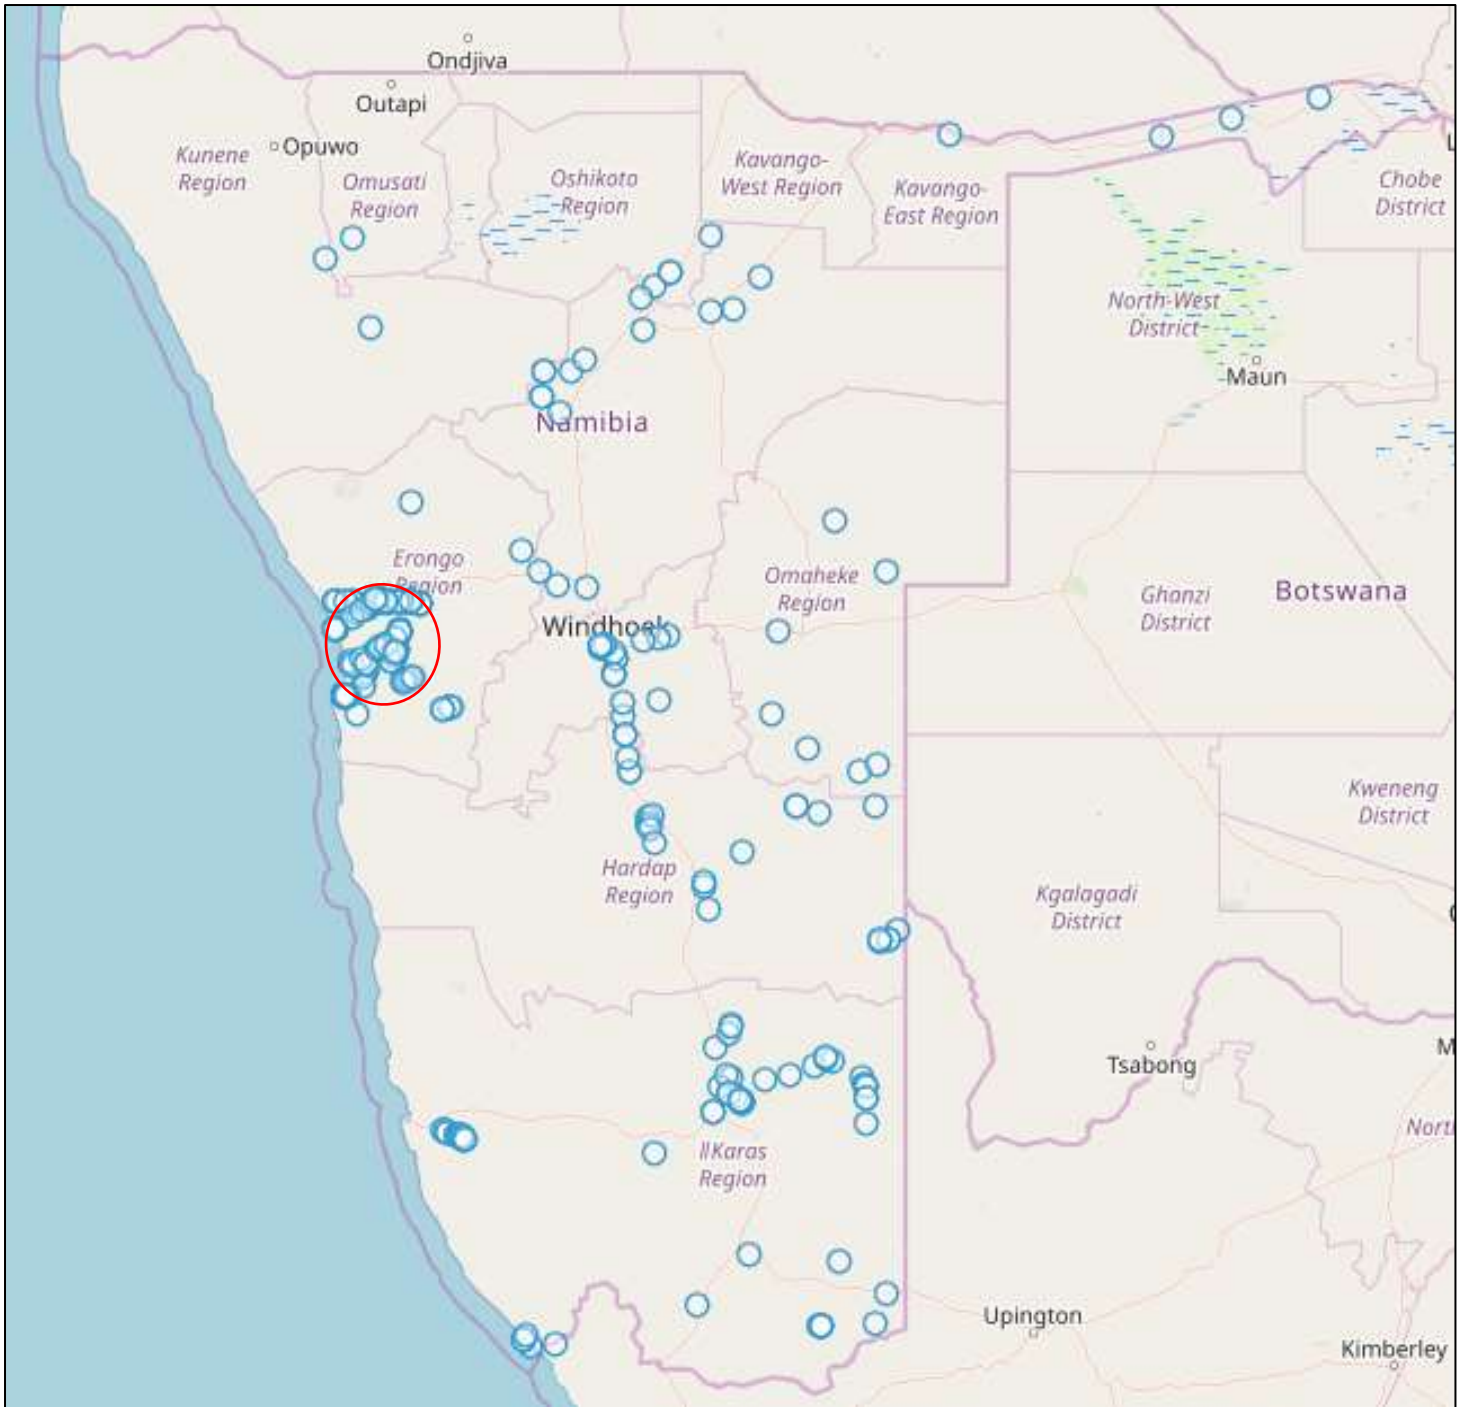 Ondjiva
Outapi
Opuwo
Kunene
Region
Omusati
Region
Oshikoto
Region
Kavango-
West Region
Kavango-
East Region
Chobe
District
North-West
District
Maun
Namibia
Erongo
Region
Omaheke
Region
Ghanzi
District
Botswana
Windhoek
Kweneng
District
Hardap
Region
Kgalagadi
District
Tsabong
M
North
ǁKaras
Region
Upington
Kimberley